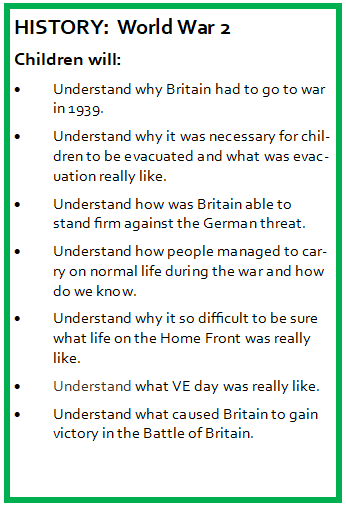 HISTORY: World War 2
Children will:
• Understand why Britain had to go to war
in 1939.
• Understand why it was necessary for chil-
dren to be evacuated and what was evac-
uation really like.
• Understand how was Britain able to
stand firm against the German threat.
• Understand how people managed to car-
ry on normal life during the war and how
do we know.
• Understand why it so difficult to be sure
what life on the Home Front was really
like.
• Understand what VE day was really like.
• Understand what caused Britain to gain
victory in the Battle of Britain.